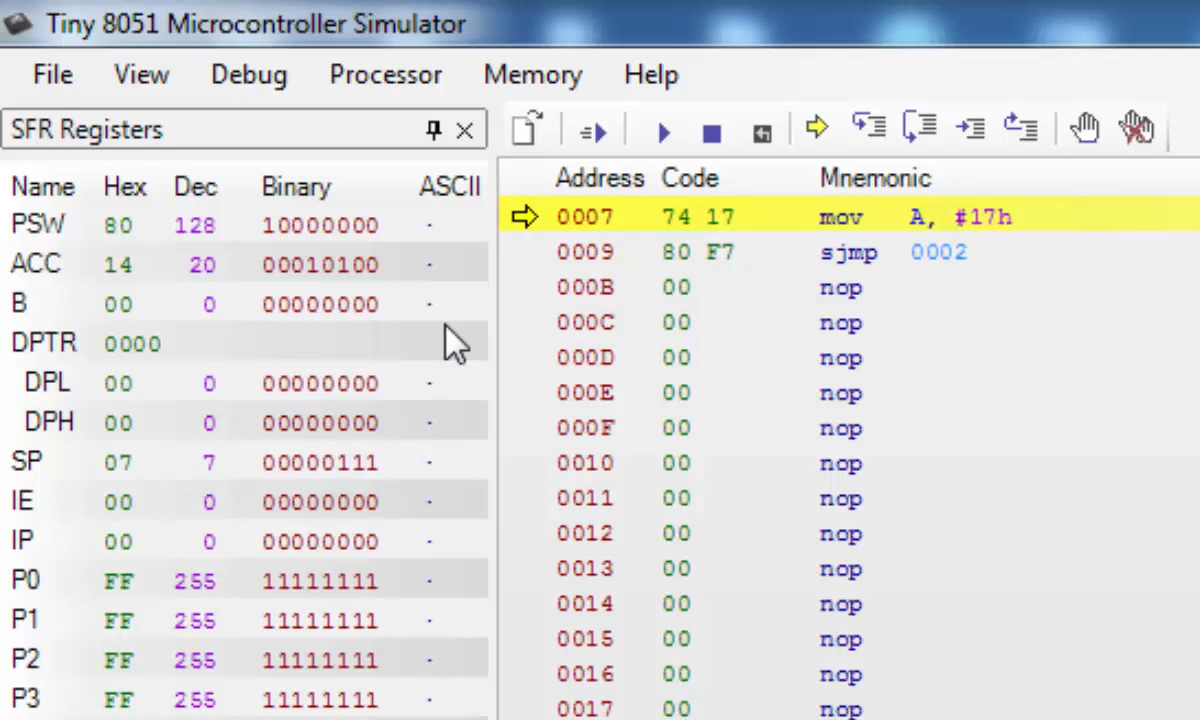 Tiny 8051 Microcontroller Simulator
File View Debug Processor Memory Help
SFR Registers
Name Hex Dec Binary ASCII
PSW 80 128 10000000 .
ACC 14 20 00010100 .
B 00 0 00000000 .
DPTR 0000
DPL 00 0 00000000 .
DPH 00 0 00000000 .
SP 07 7 00000111 .
IE 00 0 00000000 .
IP 00 0 00000000 .
P0 FF 255 11111111 .
P1 FF 255 11111111 .
P2 FF 255 11111111 .
P3 FF 255 11111111 .
Address Code Mnemonic
0007 74 17 mov A, #17h
0009 80 F7 sjmp 0002
000B 00 nop
000C 00 nop
000D 00 nop
000E 00 nop
000F 00 nop
0010 00 nop
0011 00 nop
0012 00 nop
0013 00 nop
0014 00 nop
0015 00 nop
0016 00 nop
0017 00 nop